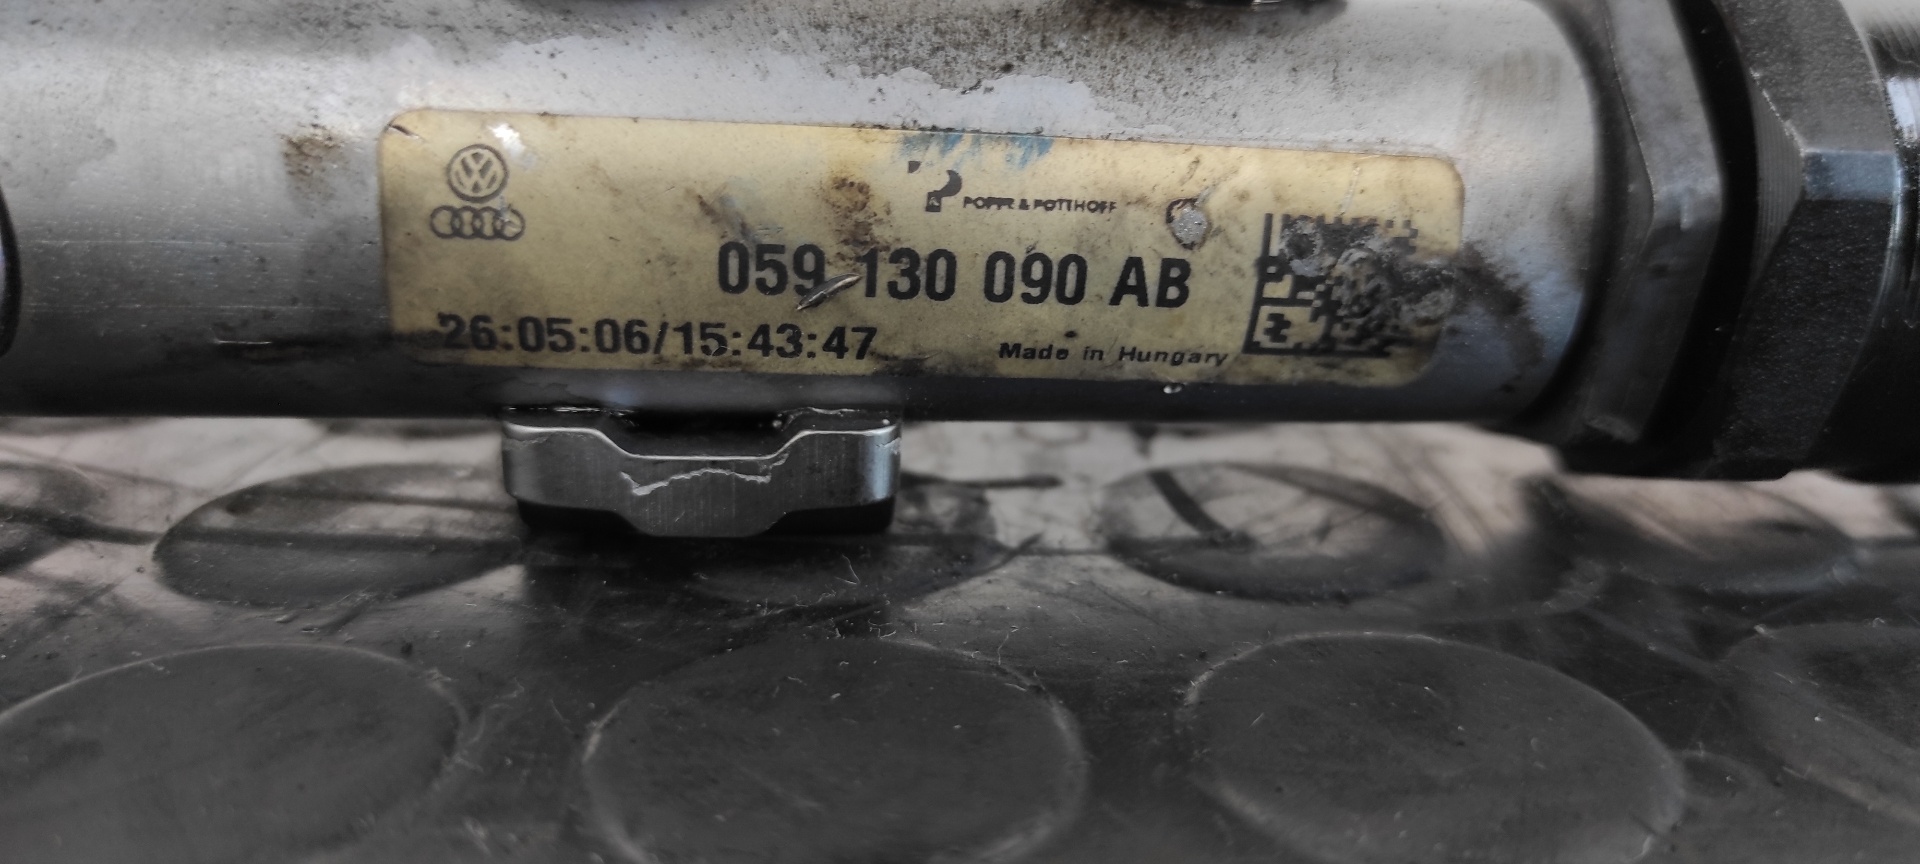 POPPE & POTTHOFF
059 130 090 AB
26:05:06/15:43:47
Made in Hungary